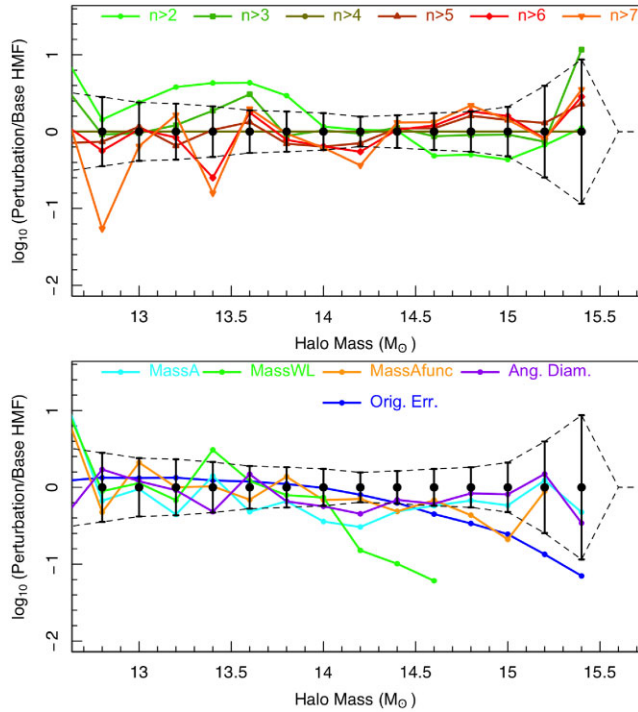 n>2 n>3 n>4 n>5 n>6 n>7
log10 (Perturbation/Base HMF)
1
0
−1
−2
13 13.5 14 14.5 15 15.5
Halo Mass (M⊙)
MassA MassWL MassAfunc Ang. Diam.
Orig. Err.
log10 (Perturbation/Base HMF)
1
0
−1
−2
13 13.5 14 14.5 15 15.5
Halo Mass (M⊙)